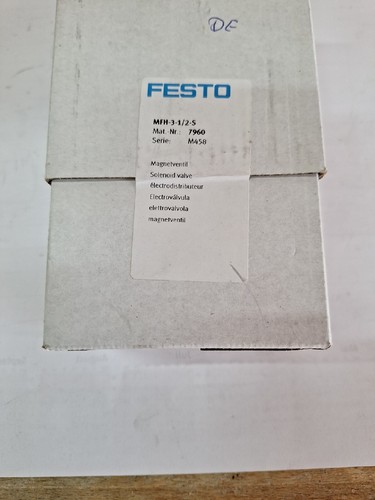 DE
FESTO
MFH-3-1/2-S
Mat.-Nr.: 7960
Serie: M458
Magnetventil
Solenoid valve
électrodistributeur
Electroválvula
elettrovalvola
magnetventil